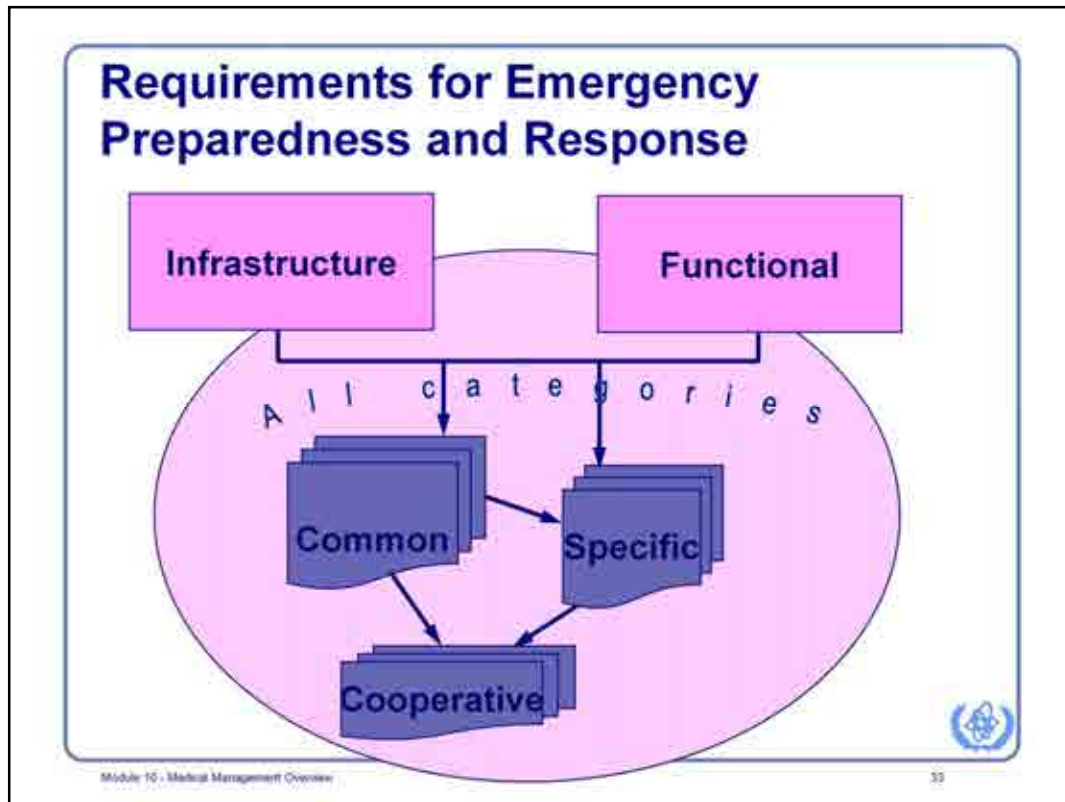 Requirements for Emergency
Preparedness and Response
Infrastructure
Functional
All categories
Common
Specific
Cooperative
Module 10 - Medical Management Overview
33